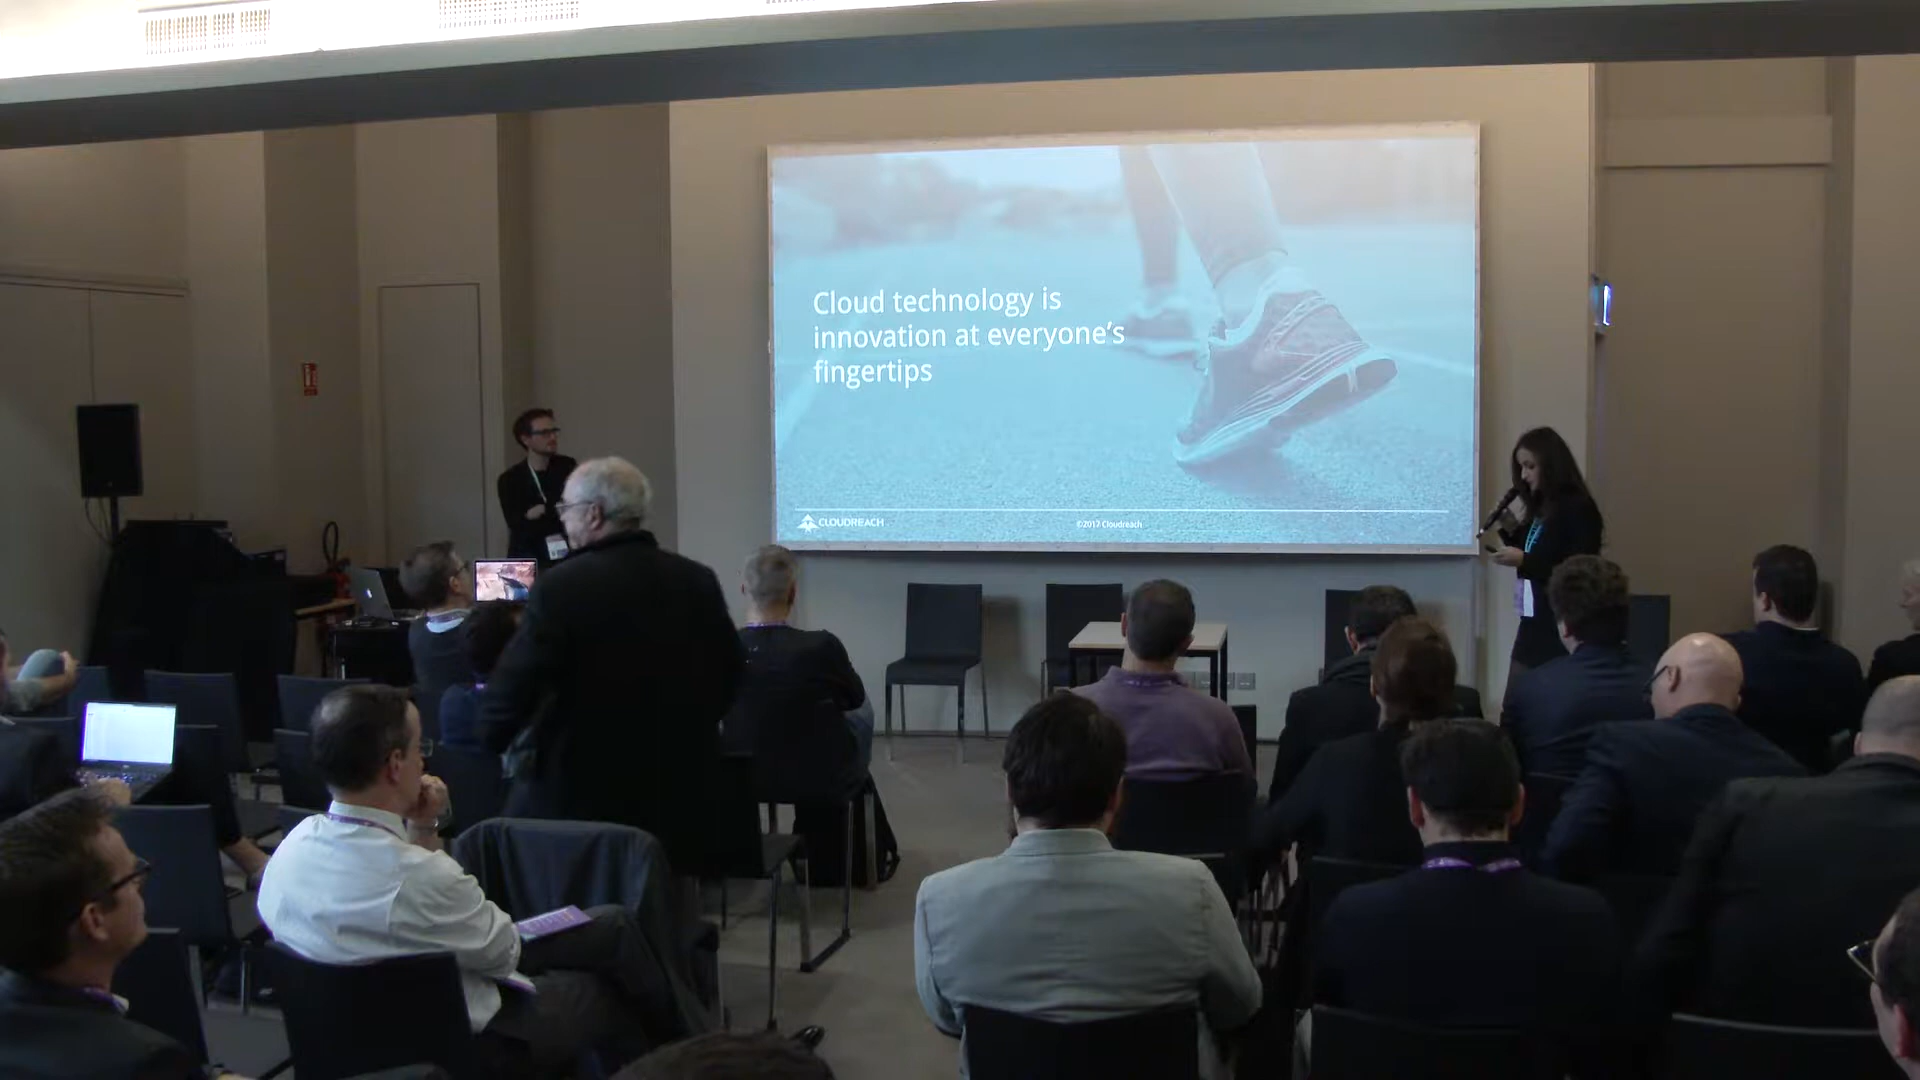 Cloud technology is
innovation at everyone’s
fingertips
CLOUDREACH
©2017 Cloudreach